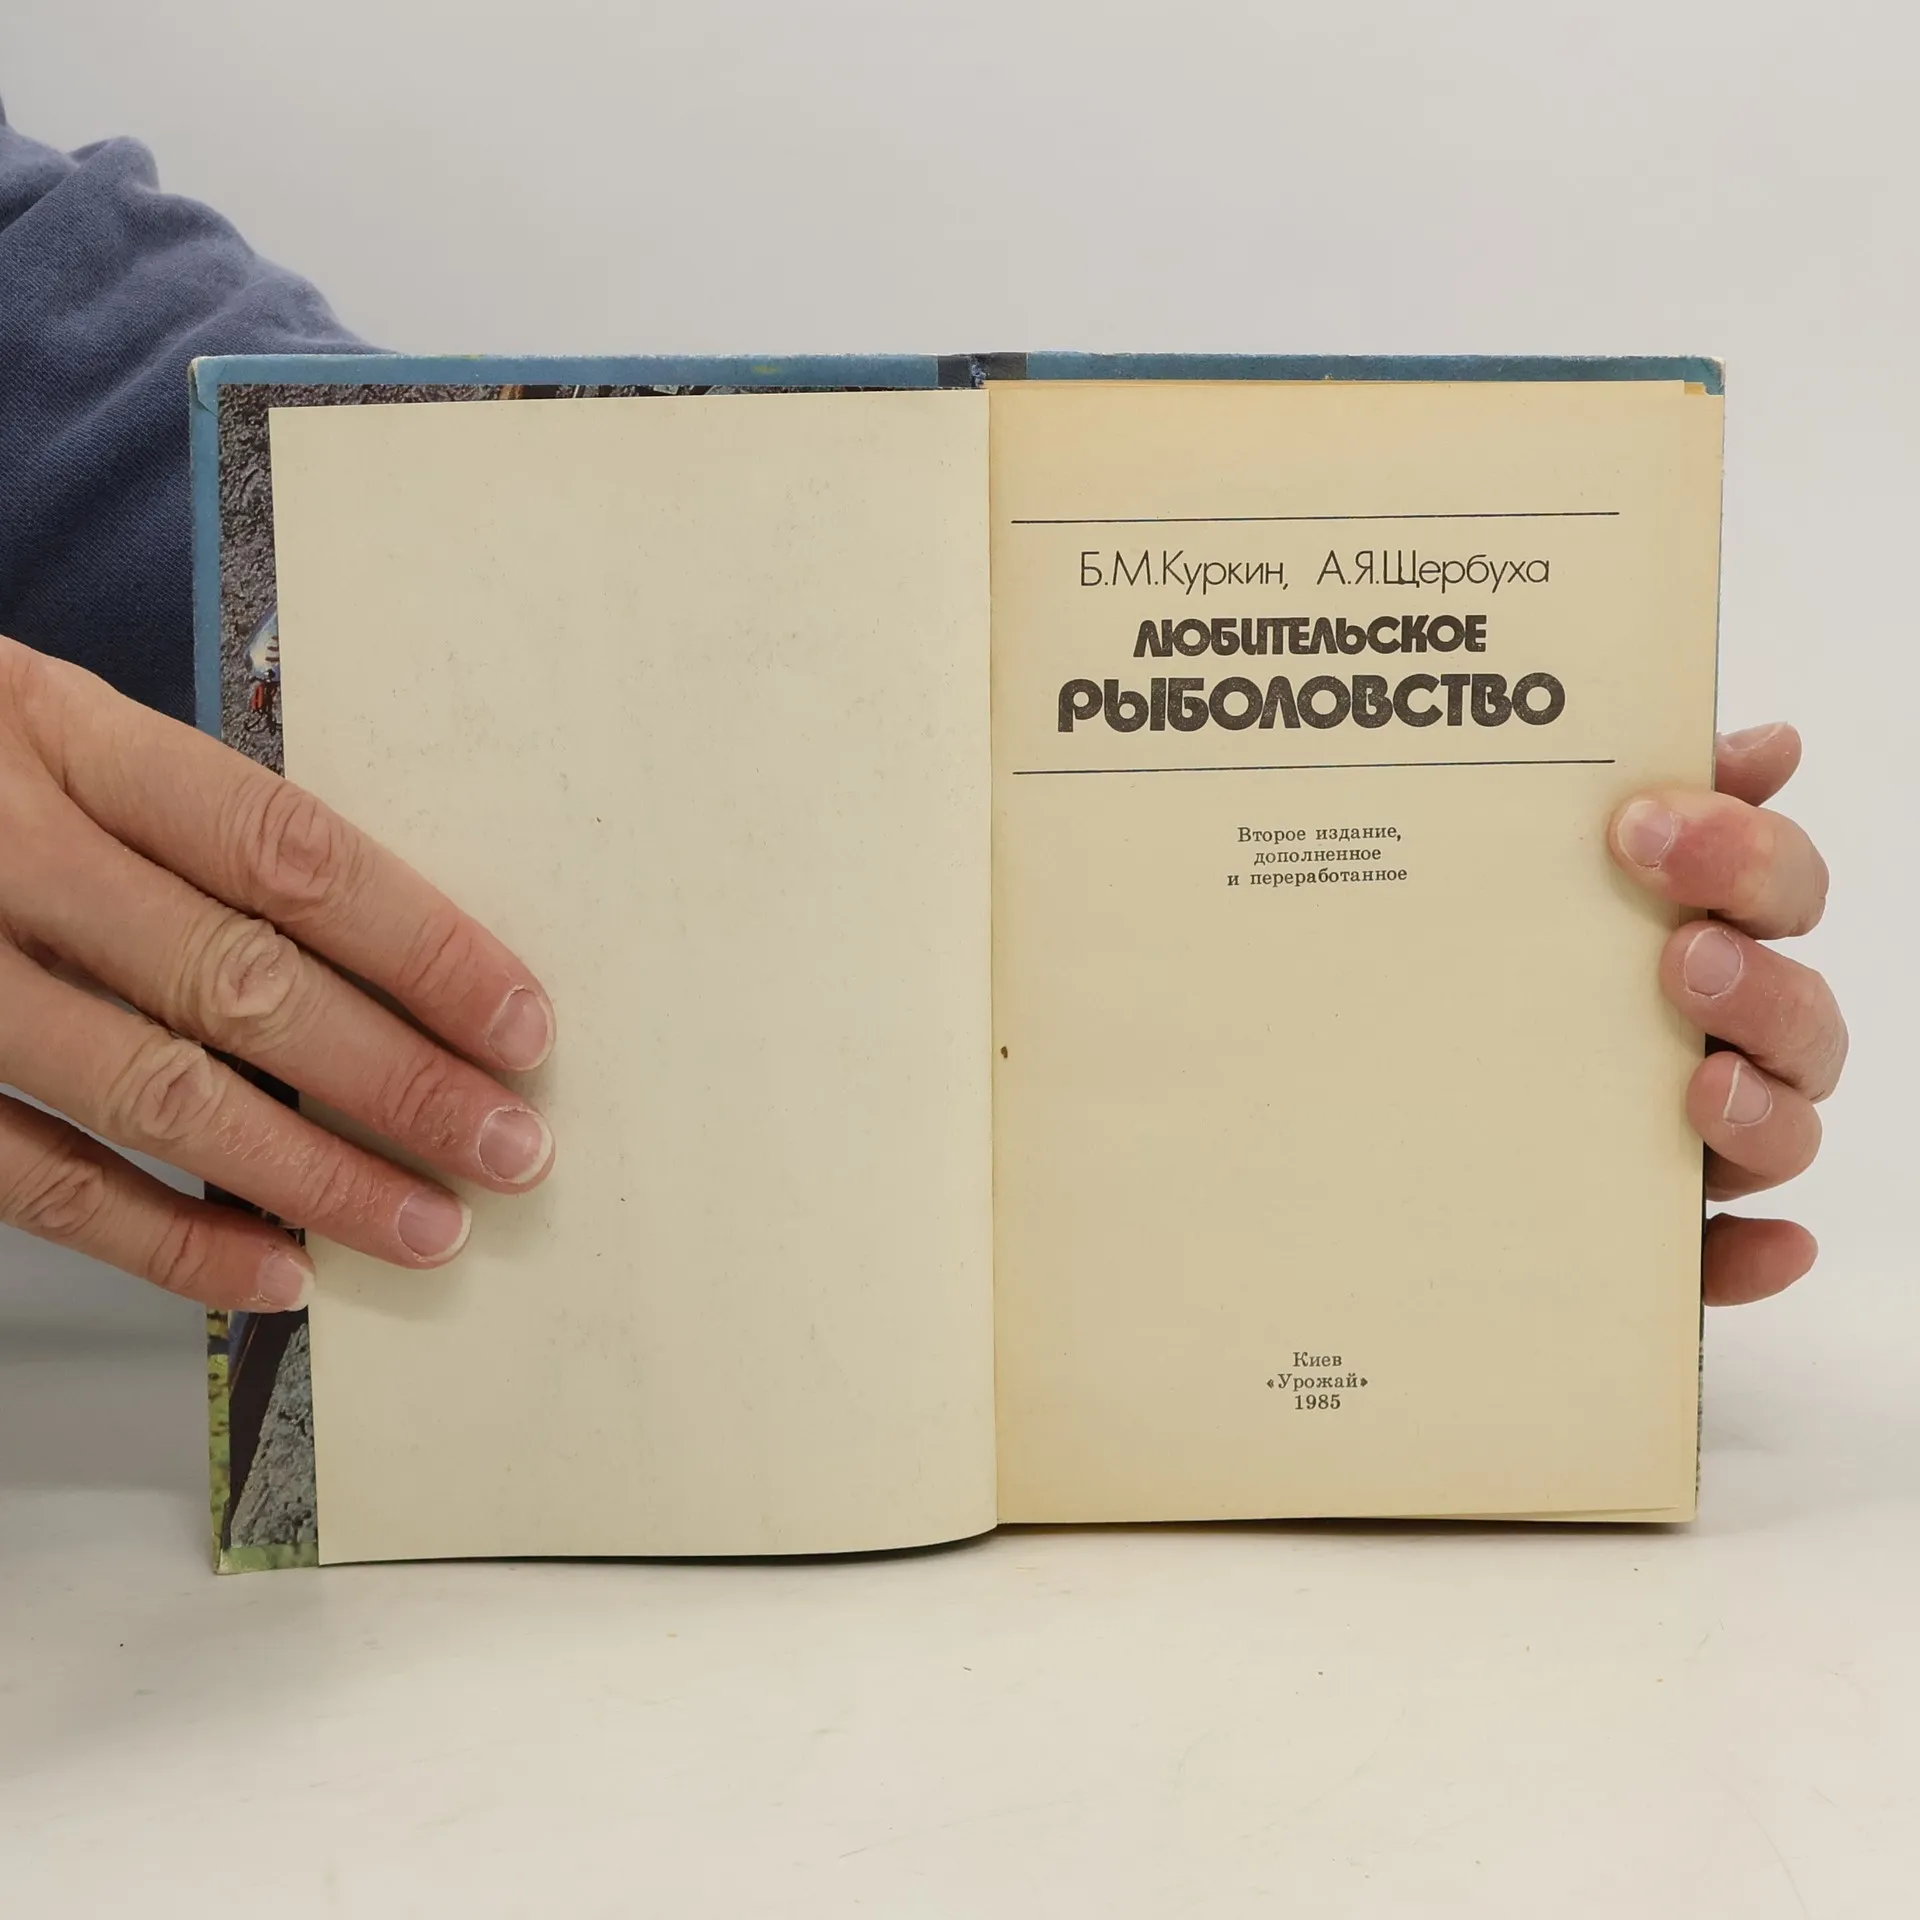 Б.М.Куркин, А.Я.Щербуха
ЛЮБИТЕЛЬСКОЕ
РЫБОЛОВСТВО
Второе издание,
дополненное
и переработанное
Киев
«Урожай»
1985